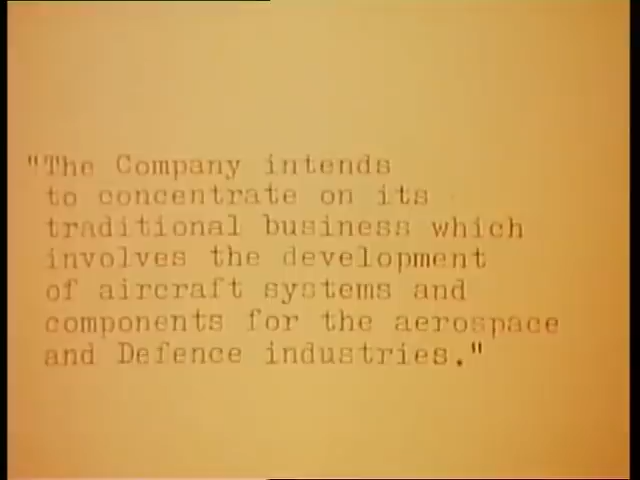 "The Company intends
to concentrate on its
traditional business which
involves the development
of aircraft systems and
components for the aerospace
and Defence industries."